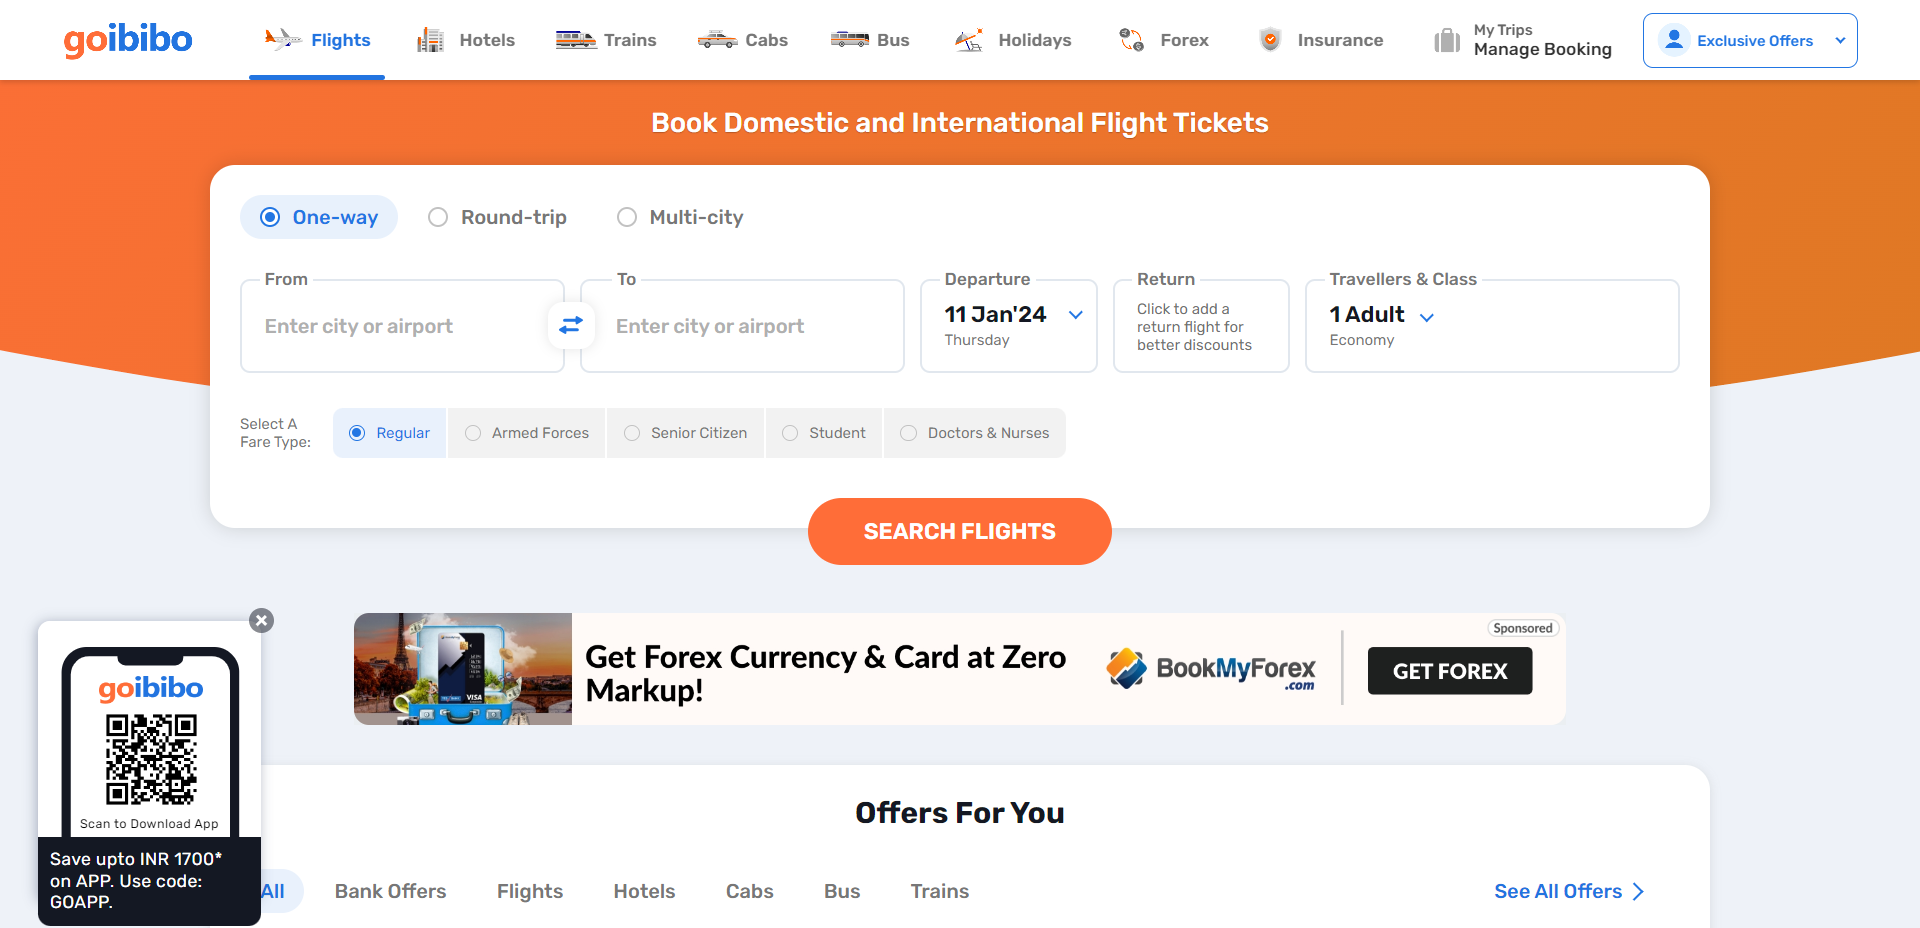 goibibo
Flights
Hotels
Trains
Cabs
Bus
Holidays
Forex
Insurance
My Trips
Manage Booking
Exclusive Offers
Book Domestic and International Flight Tickets
One-way
Round-trip
Multi-city
From
Enter city or airport
To
Enter city or airport
Departure
11 Jan'24
Thursday
Return
Click to add a
return flight for
better discounts
Travellers & Class
1 Adult
Economy
Select A
Fare Type:
Regular
Armed Forces
Senior Citizen
Student
Doctors & Nurses
SEARCH FLIGHTS
Get Forex Currency & Card at Zero
Markup!
VISA
BookMyForex
.com
Sponsored
GET FOREX
goibibo
Scan to Download App
Save upto INR 1700*
on APP. Use code:
GOAPP.
Offers For You
All
Bank Offers
Flights
Hotels
Cabs
Bus
Trains
See All Offers